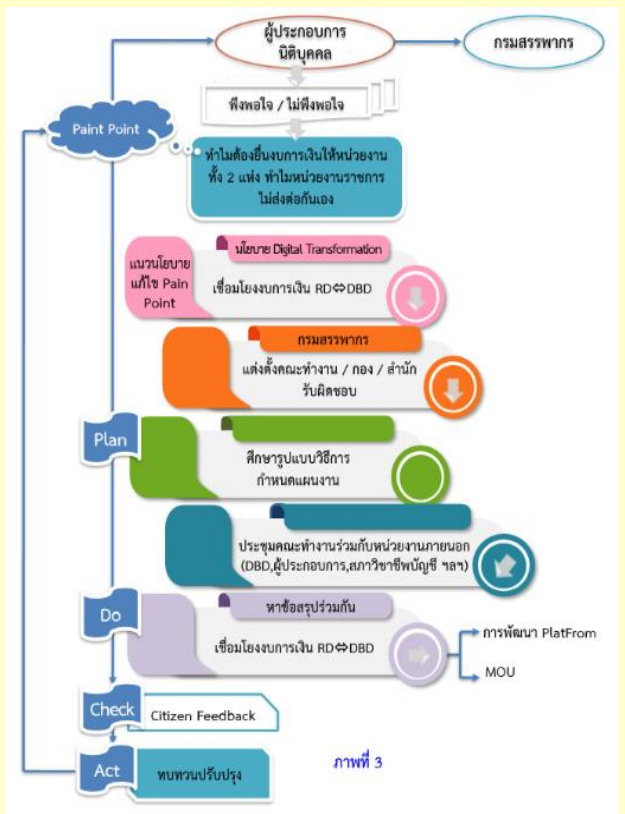 ผู้ประกอบการ
นิติบุคคล
กรมสรรพากร
พึงพอใจ / ไม่พึงพอใจ
Paint Point
ทำไมต้องยื่นงบการเงินให้หน่วยงาน
ทั้ง 2 แห่ง ทำไมหน่วยงานราชการ
ไม่ส่งต่อกันเอง
แนวนโยบาย
แก้ไข Pain
Point
นโยบาย Digital Transformation
เชื่อมโยงงบการเงิน RD⇔DBD
กรมสรรพากร
แต่งตั้งคณะทำงาน / กอง / สำนัก
รับผิดชอบ
Plan
ศึกษารูปแบบวิธีการ
กำหนดแผนงาน
ประชุมคณะทำงานร่วมกับหน่วยงานภายนอก
(DBD,ผู้ประกอบการ,สภาวิชาชีพบัญชี ฯลฯ)
Do
หาข้อสรุปร่วมกัน
เชื่อมโยงงบการเงิน RD⇔DBD
การพัฒนา PlatFrom
MOU
Check
Citizen Feedback
Act
ทบทวนปรับปรุง
ภาพที่ 3